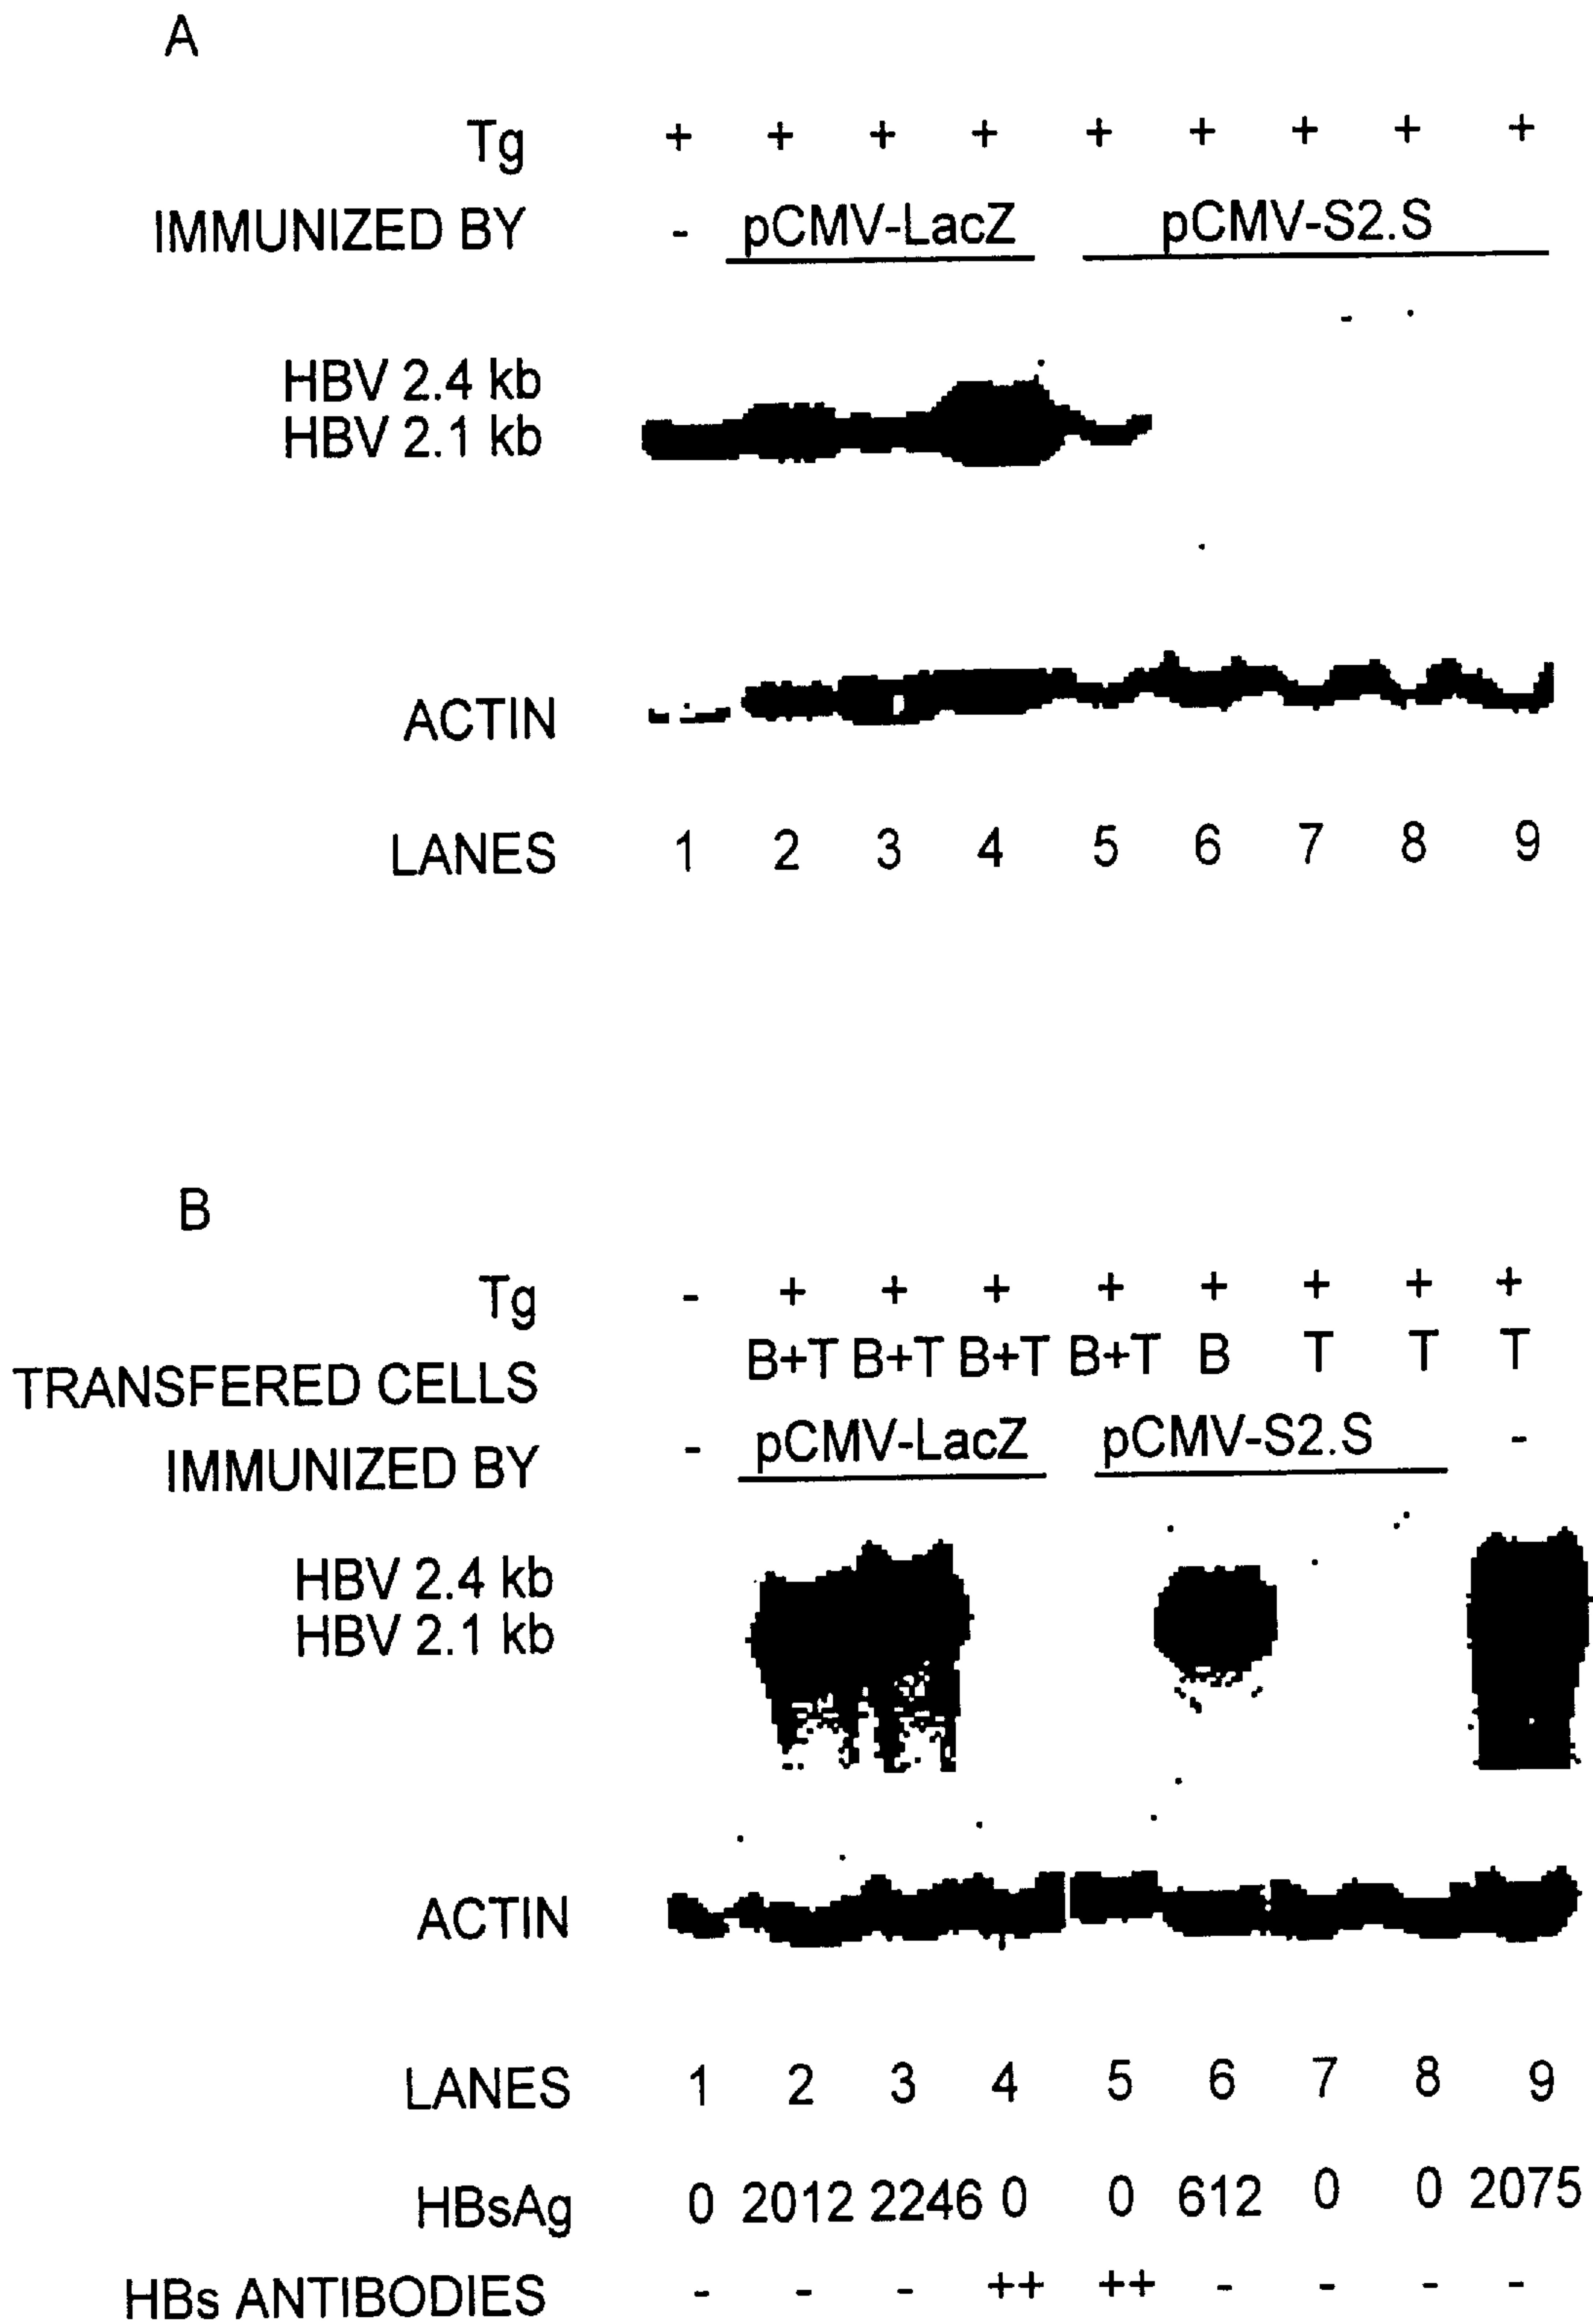 A
Tg + + + + + + + + +
IMMUNIZED BY - pCMV-LacZ pCMV-S2.S
HBV 2.4 kb
HBV 2.1 kb
ACTIN
LANES 1 2 3 4 5 6 7 8 9
B
Tg - + + + + + + + +
B+T B+T B+T B+T B T T T
TRANSFERED CELLS
IMMUNIZED BY - pCMV-LacZ pCMV-S2.S -
HBV 2.4 kb
HBV 2.1 kb
ACTIN
LANES 1 2 3 4 5 6 7 8 9
HBsAg 0 2012 2246 0 0 612 0 0 2075
HBs ANTIBODIES - - - ++ ++ - - - -